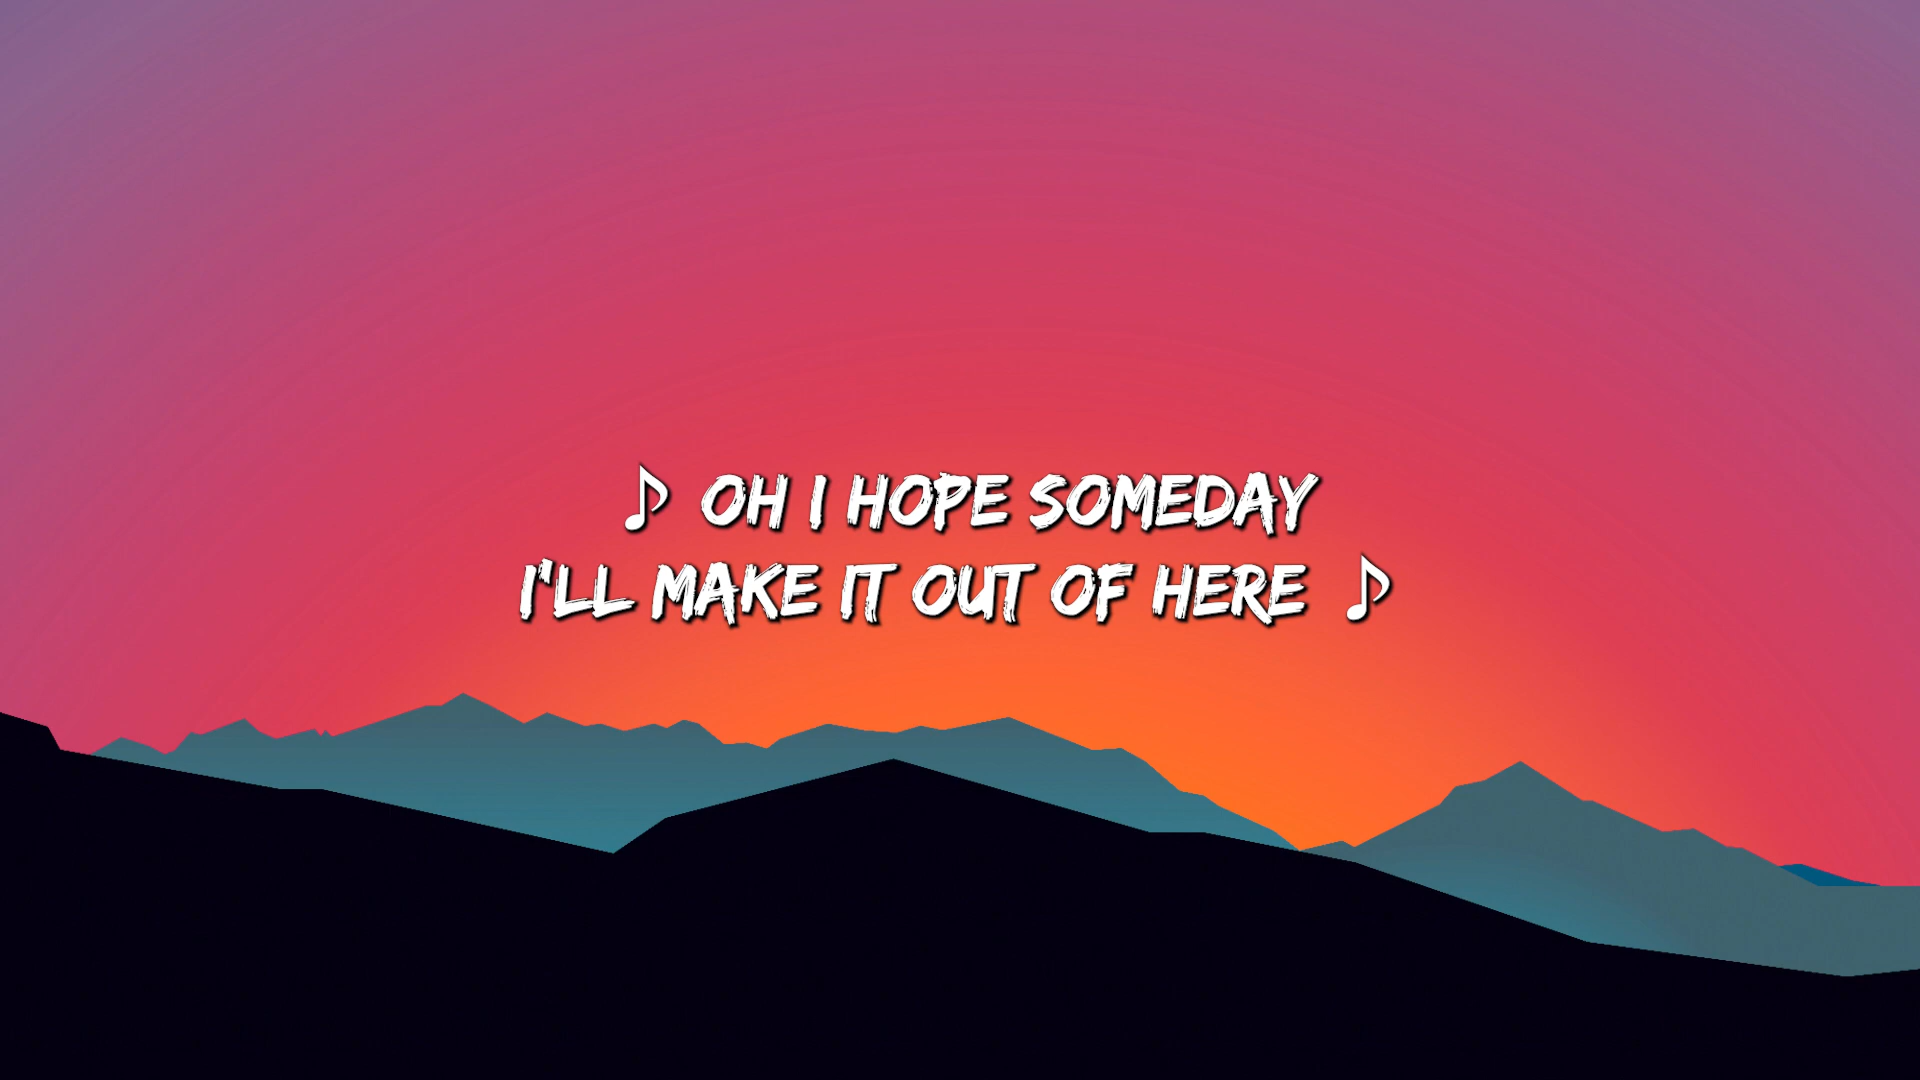 ♪ OH I HOPE SOMEDAY
I'LL MAKE IT OUT OF HERE ♪